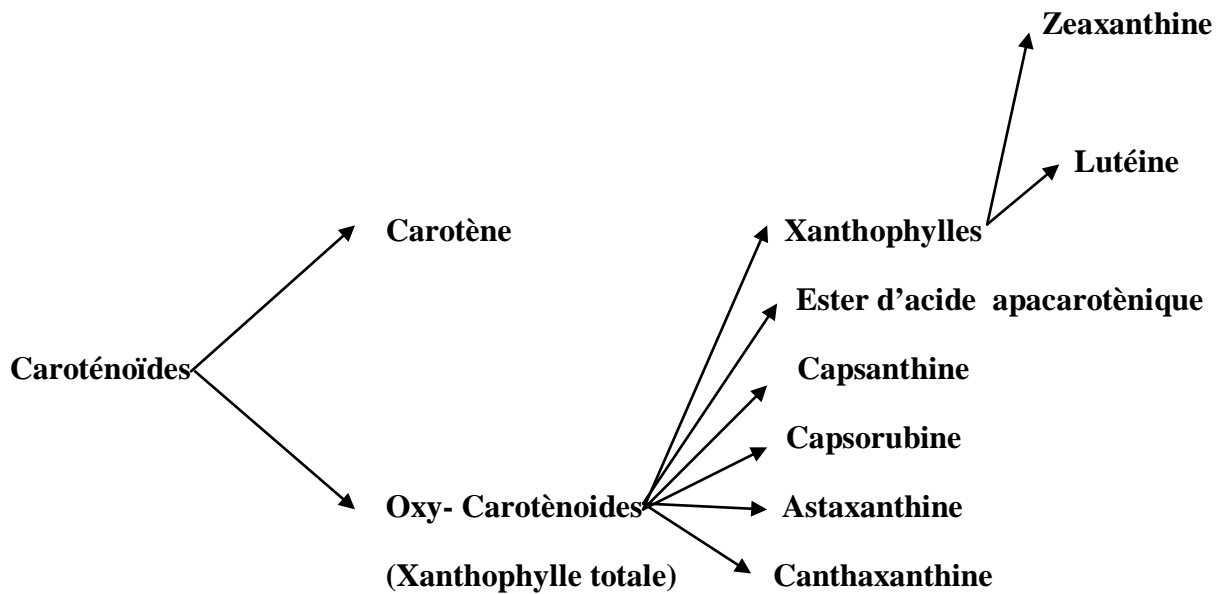 Zeaxanthine
Lutéine
Carotène
Xanthophylles
Ester d’acide apacarotènique
Caroténoïdes
Capsanthine
Capsorubine
Oxy- Carotènoides
Astaxanthine
(Xanthophylle totale)
Canthaxanthine